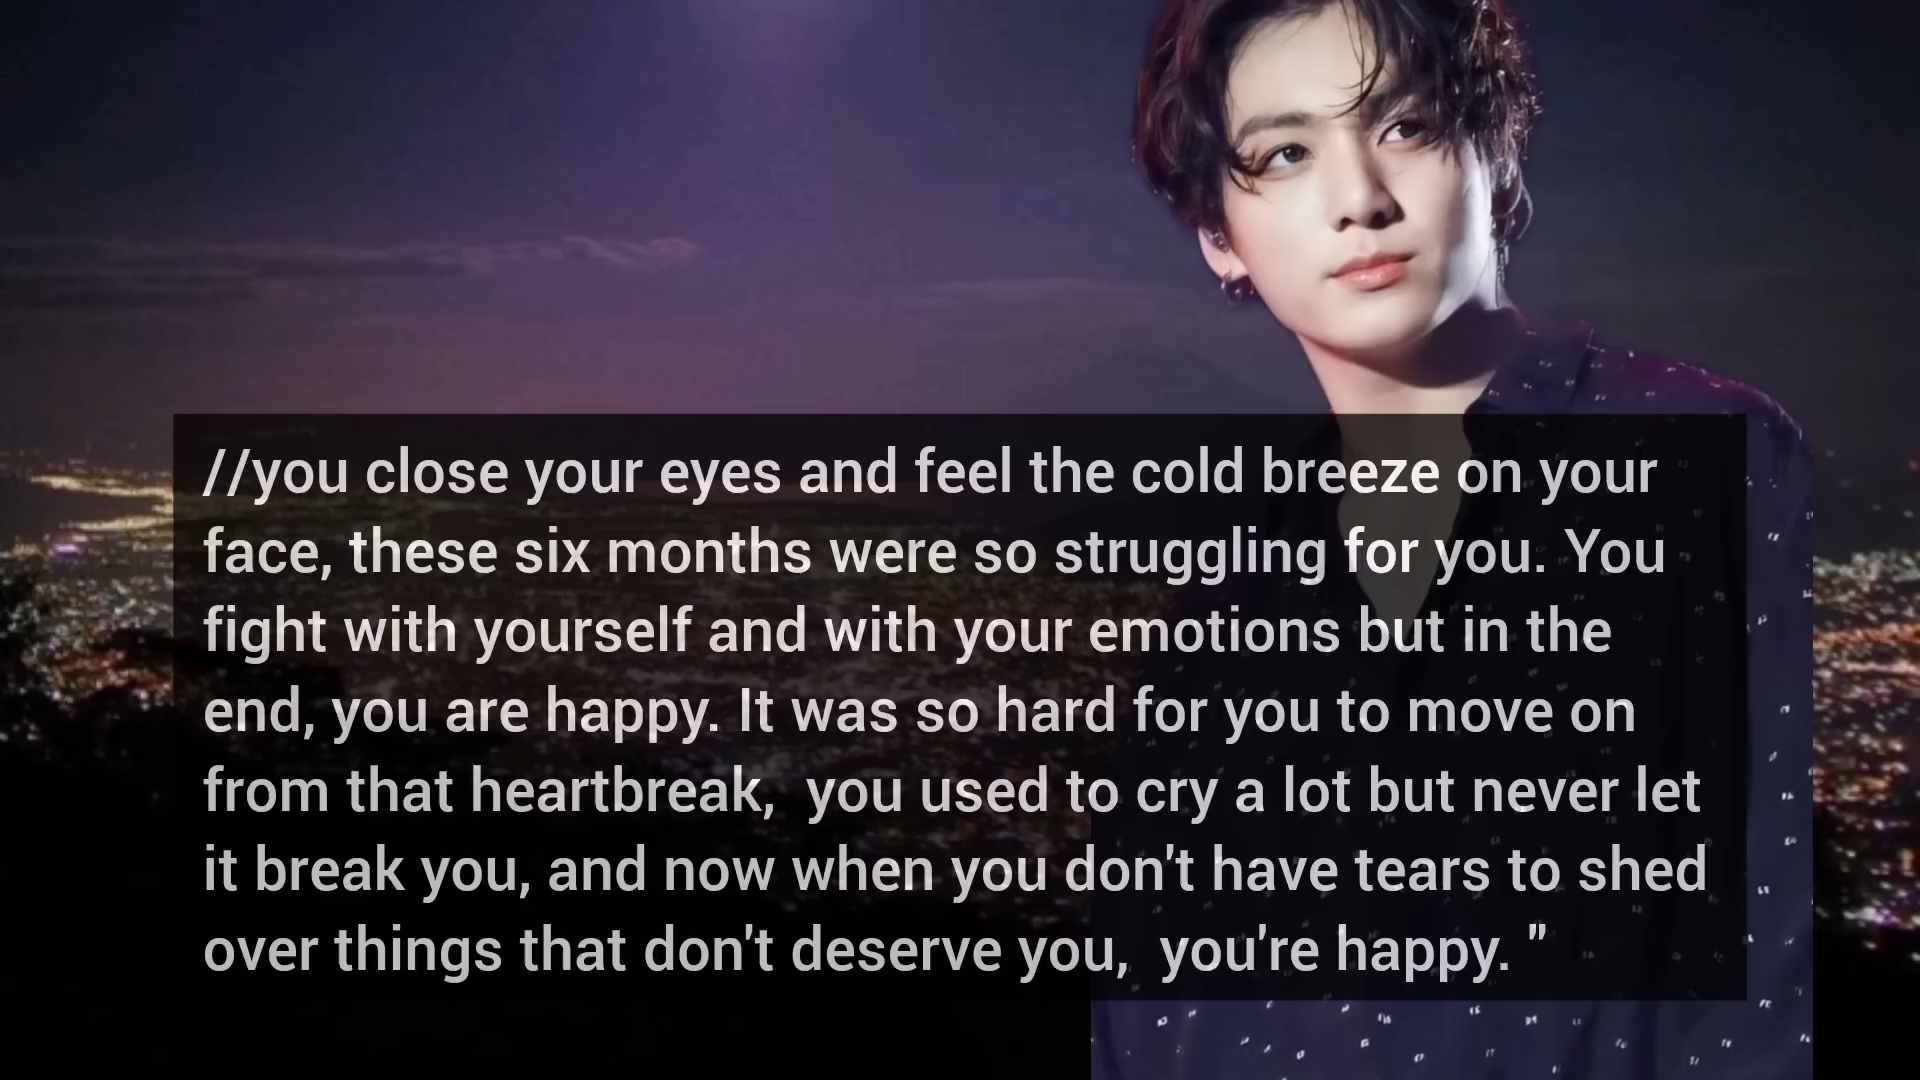 //you close your eyes and feel the cold breeze on your
face, these six months were so struggling for you. You
fight with yourself and with your emotions but in the
end, you are happy. It was so hard for you to move on
from that heartbreak,  you used to cry a lot but never let
it break you, and now when you don't have tears to shed
over things that don't deserve you,  you're happy. "